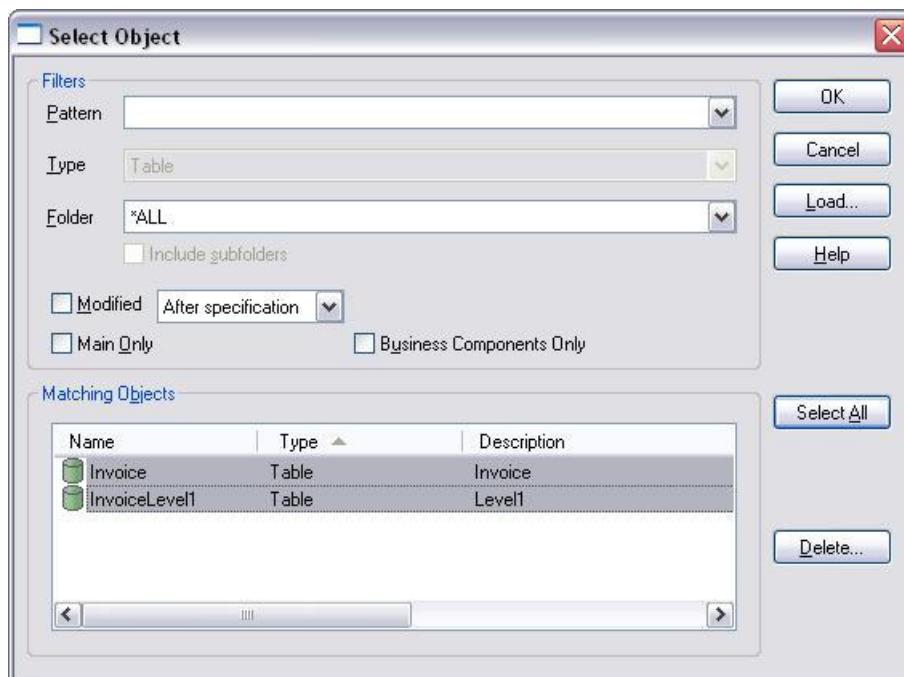 Select Object
Filters
Pattern
Type Table
Folder *ALL
Include subfolders
Modified After specification
Main Only Business Components Only
OK
Cancel
Load...
Help
Matching Objects
Name Type Description
Invoice Table Invoice
InvoiceLevel1 Table Level1
Select All
Delete...